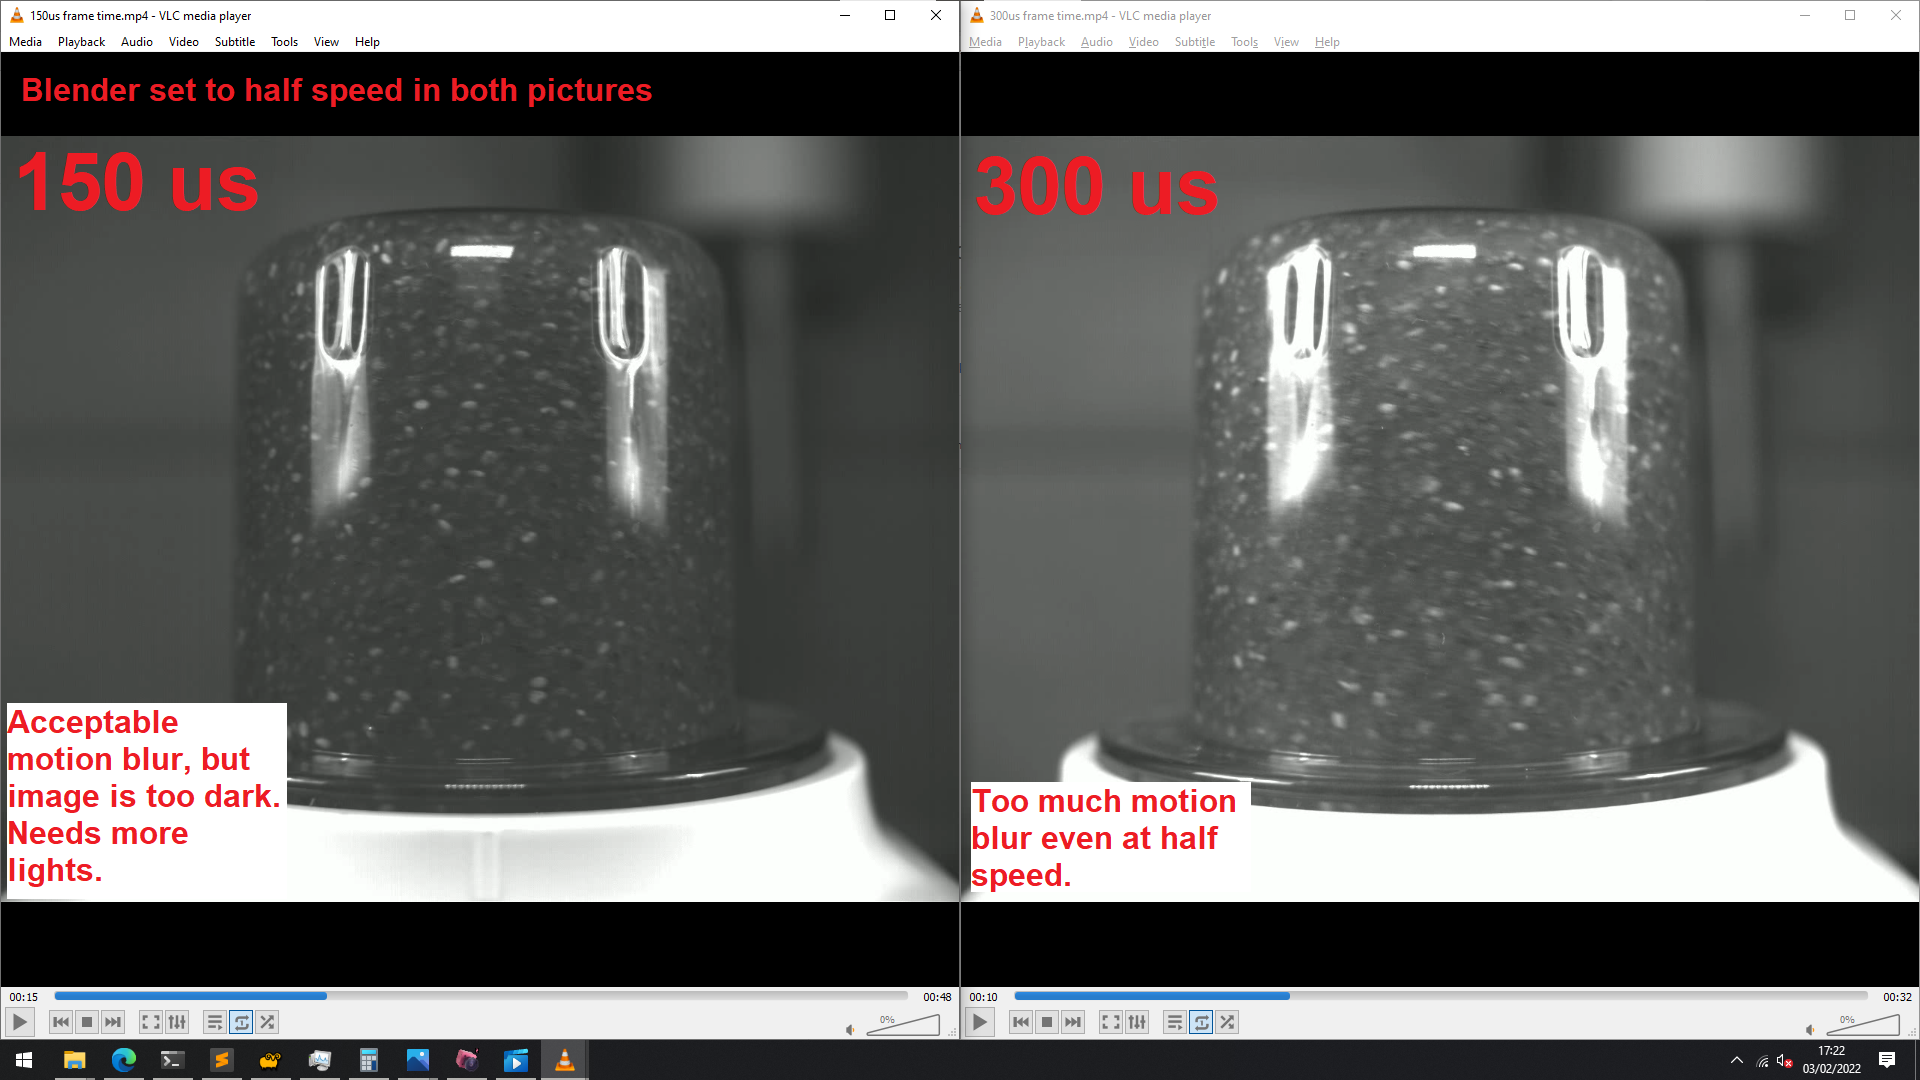 150us frame time.mp4 - VLC media player
Media Playback Audio Video Subtitle Tools View Help
Blender set to half speed in both pictures
150 us
Acceptable
motion blur, but
image is too dark.
Needs more
lights.
00:15
00:48
0%
300us frame time.mp4 - VLC media player
Media Playback Audio Video Subtitle Tools View Help
300 us
Too much motion
blur even at half
speed.
00:10
00:32
0%
17:22
03/02/2022